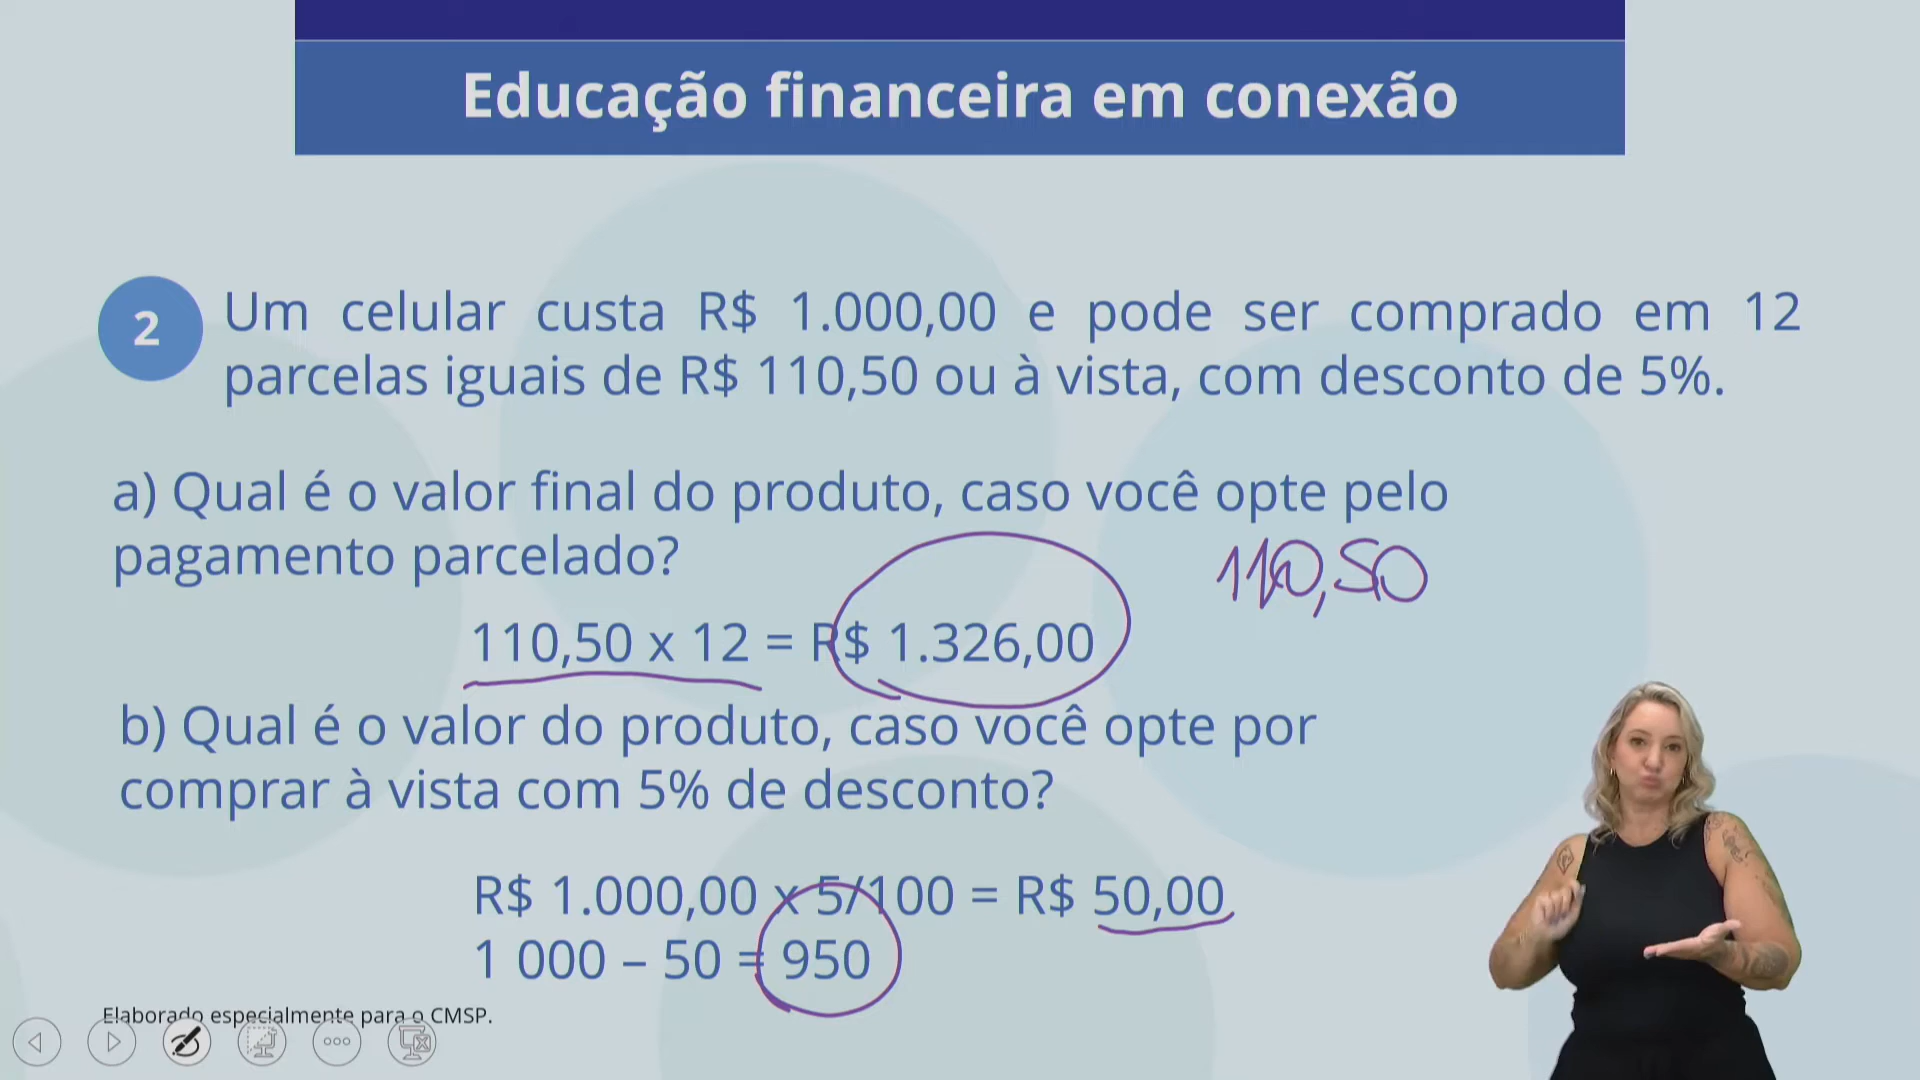 Educação financeira em conexão
2
Um celular custa R$ 1.000,00 e pode ser comprado em 12
parcelas iguais de R$ 110,50 ou à vista, com desconto de 5%.
a) Qual é o valor final do produto, caso você opte pelo
pagamento parcelado?
110,50
110,50 x 12 = R$ 1.326,00
b) Qual é o valor do produto, caso você opte por
comprar à vista com 5% de desconto?
R$ 1.000,00 x 5/100 = R$ 50,00
1 000 – 50 = 950
Elaborado especialmente para o CMSP.